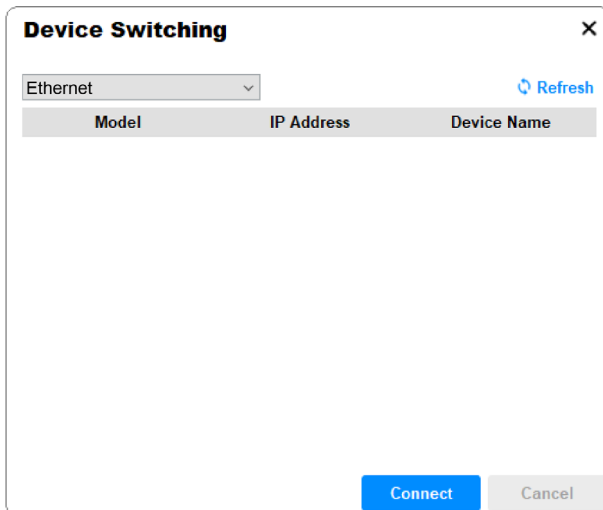 Device Switching
Ethernet
Refresh
Model IP Address Device Name
Connect Cancel